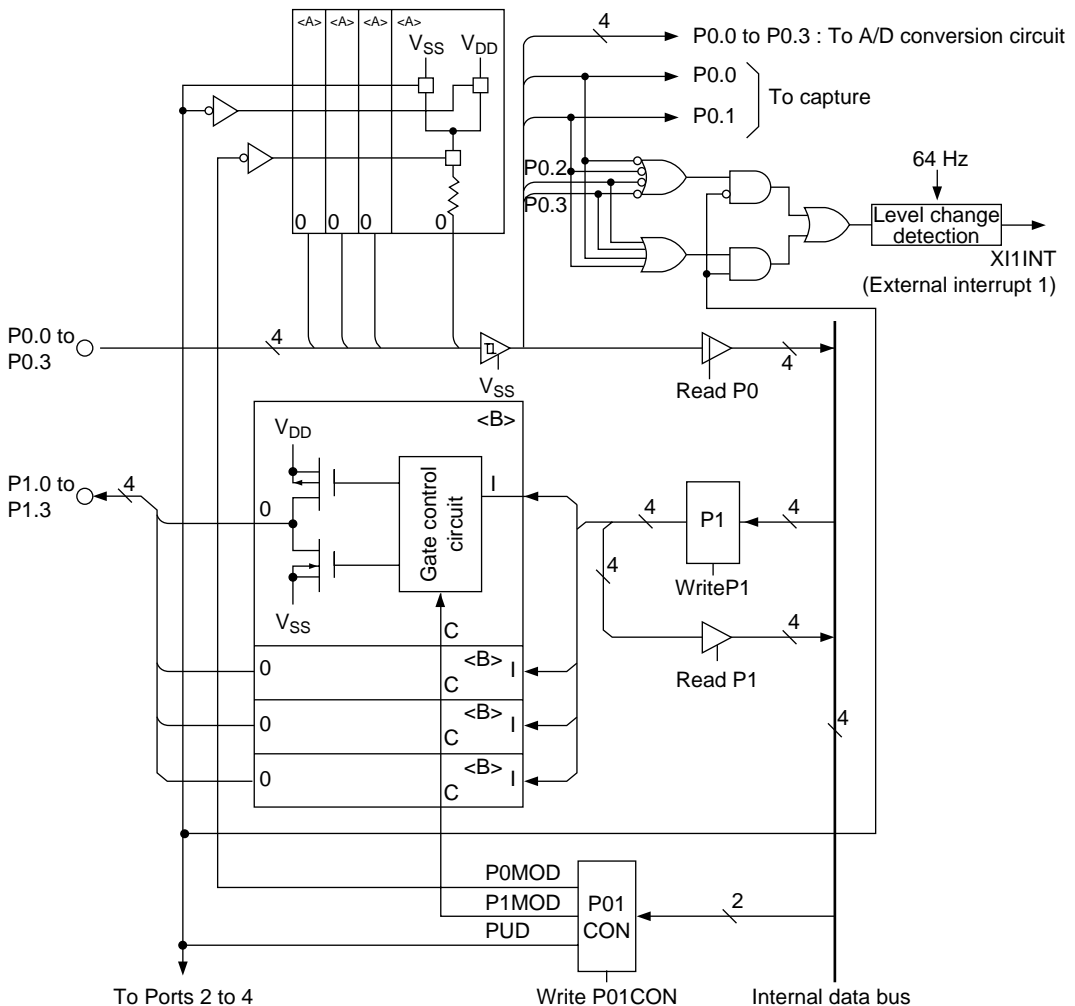 <A> <A> <A> <A>
VSS VDD
0 0 0 0
4
P0.0 to P0.3 : To A/D conversion circuit
P0.0
P0.1
To capture
P0.2
P0.3
64 Hz
Level change
detection
XI1INT
(External interrupt 1)
P0.0 to
P0.3
4
VSS
Read P0
4
<B>
VDD
VSS
0
Gate control
circuit
I
C
P1.0 to
P1.3
4
4
P1
4
WriteP1
4
Read P1
4
0
<B>
I
C
0
<B>
I
C
0
<B>
I
C
4
P0MOD
P1MOD
PUD
P01
CON
2
To Ports 2 to 4
Write P01CON
Internal data bus